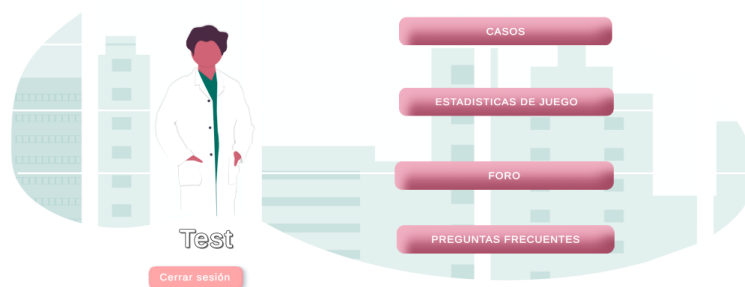 CASOS
ESTADISTICAS DE JUEGO
FORO
PREGUNTAS FRECUENTES
Test
Cerrar sesión